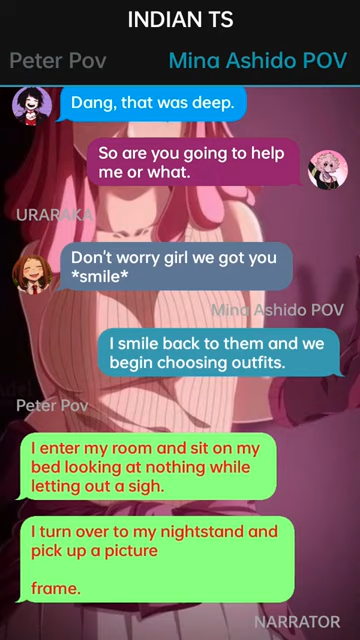 INDIAN TS
Peter Pov
Mina Ashido POV
Dang, that was deep.
So are you going to help
me or what.
URARAKA
Don't worry girl we got you
*smile*
Mina Ashido POV
I smile back to them and we
begin choosing outfits.
Peter Pov
I enter my room and sit on my
bed looking at nothing while
letting out a sigh.
I turn over to my nightstand and
pick up a picture
frame.
NARRATOR